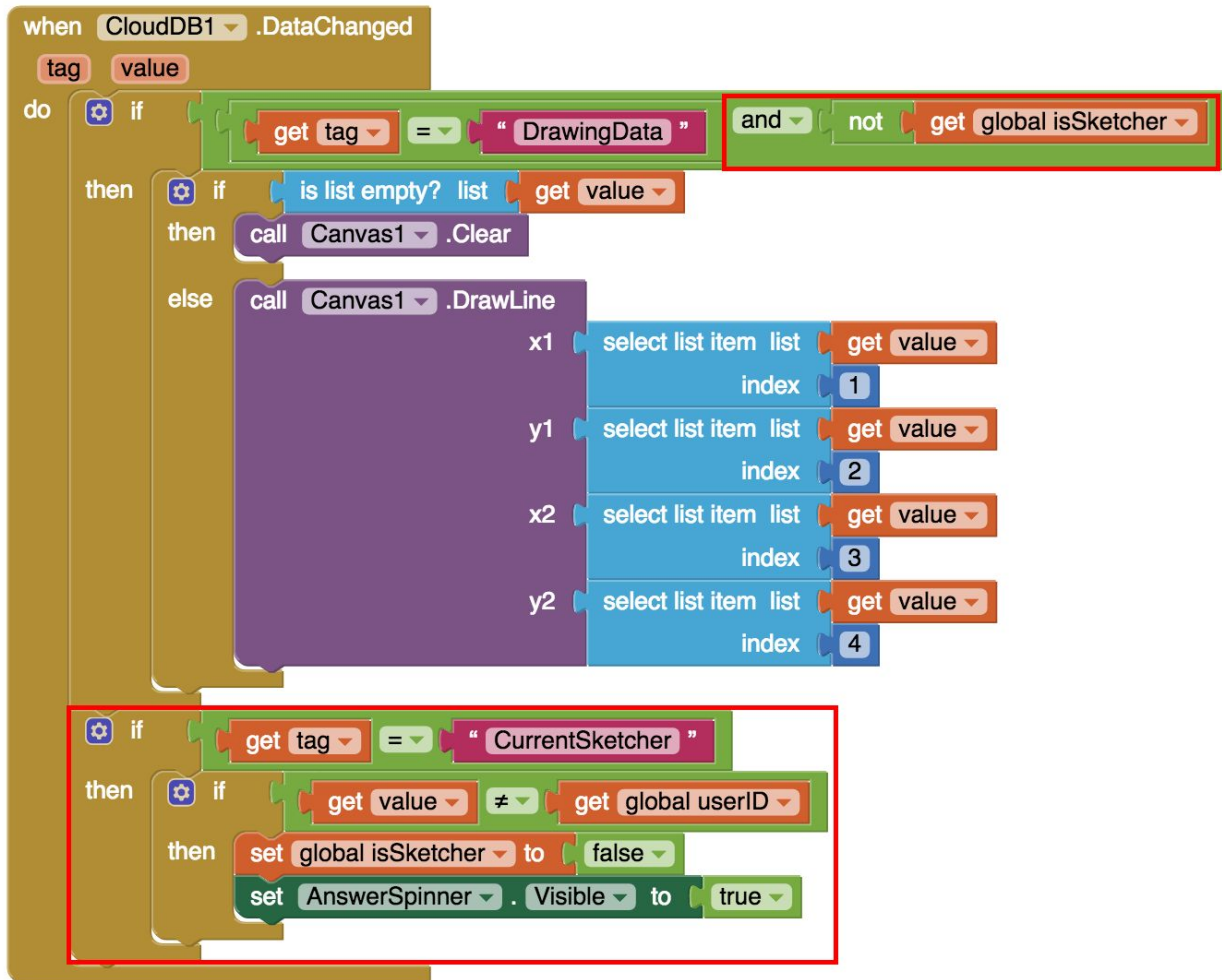 when CloudDB1 .DataChanged
tag value
do if get tag = “ DrawingData ” and not get global isSketcher
then if is list empty? list get value
then call Canvas1 .Clear
else call Canvas1 .DrawLine
x1 select list item list get value
index 1
y1 select list item list get value
index 2
x2 select list item list get value
index 3
y2 select list item list get value
index 4
if get tag = “ CurrentSketcher ”
then if get value ≠ get global userID
then set global isSketcher to false
set AnswerSpinner . Visible to true